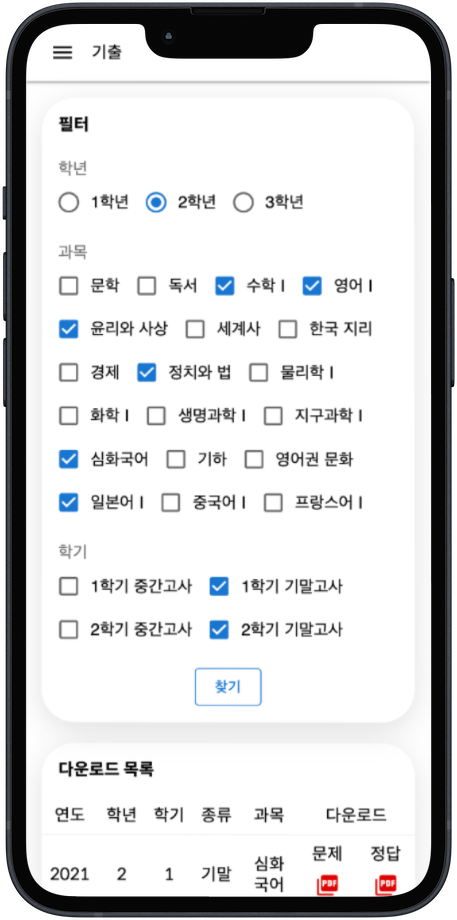 기출
필터
학년
1학년 2학년 3학년
과목
문학 독서 수학 I 영어 I
윤리와 사상 세계사 한국 지리
경제 정치와 법 물리학 I
화학 I 생명과학 I 지구과학 I
심화국어 기하 영어권 문화
일본어 I 중국어 I 프랑스어 I
학기
1학기 중간고사 1학기 기말고사
2학기 중간고사 2학기 기말고사
찾기
다운로드 목록
연도 학년 학기 종류 과목 다운로드
2021 2 1 기말 심화
국어
문제 정답
PDF PDF